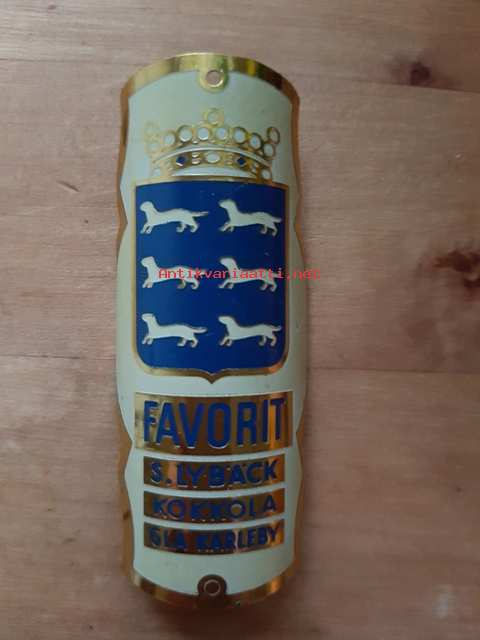 Antikvariaatti.net
FAVORIT
S. LYBÄCK
KOKKOLA
GLA KARLEBY